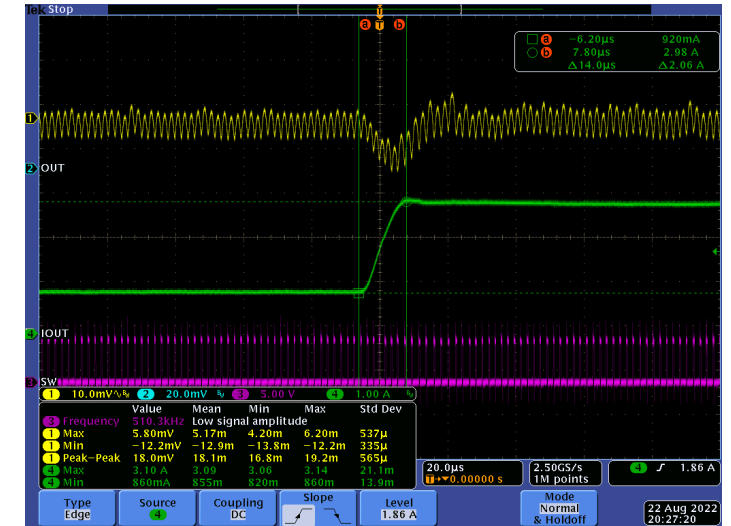 Tek Stop
T
a T b
a −6.20µs 920mA
b 7.80µs 2.98 A
△14.0µs △2.06 A
1
2 OUT
4 IOUT
3 SW
1 10.0mV 2 20.0mV 3 5.00 V 4 1.00 A
Value Mean Min Max Std Dev
3 Frequency 510.3kHz Low signal amplitude
1 Max 5.80mV 5.17m 4.20m 6.20m 537µ
1 Min −12.2mV −12.9m −13.8m −12.2m 335µ
1 Peak−Peak 18.0mV 18.1m 16.8m 19.2m 565µ
4 Max 3.10 A 3.09 3.06 3.14 21.1m
4 Min 860mA 855m 820m 860m 13.9m
20.0µs
T→▼0.00000 s
2.50GS/s
1M points
4 1.86 A
Type
Edge
Source
4
Coupling
DC
Slope
Level
1.86 A
Mode
Normal
& Holdoff
22 Aug 2022
20:27:20